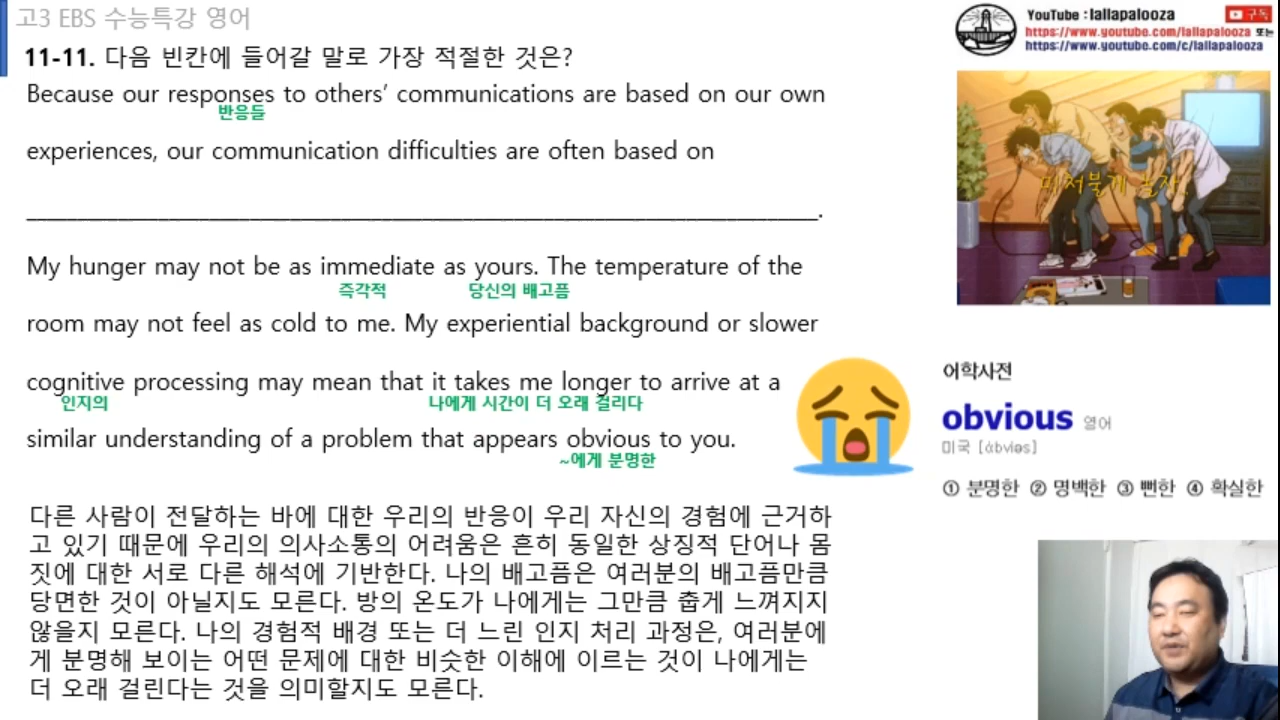 고3 EBS 수능특강 영어
11-11. 다음 빈칸에 들어갈 말로 가장 적절한 것은?
Because our responses to others’ communications are based on our own
반응들
experiences, our communication difficulties are often based on
.
My hunger may not be as immediate as yours. The temperature of the
즉각적 당신의 배고픔
room may not feel as cold to me. My experiential background or slower
cognitive processing may mean that it takes me longer to arrive at a
인지의 나에게 시간이 더 오래 걸리다
similar understanding of a problem that appears obvious to you.
~에게 분명한
다른 사람이 전달하는 바에 대한 우리의 반응이 우리 자신의 경험에 근거하
고 있기 때문에 우리의 의사소통의 어려움은 흔히 동일한 상징적 단어나 몸
짓에 대한 서로 다른 해석에 기반한다. 나의 배고픔은 여러분의 배고픔만큼
당면한 것이 아닐지도 모른다. 방의 온도가 나에게는 그만큼 춥게 느껴지지
않을지 모른다. 나의 경험적 배경 또는 더 느린 인지 처리 과정은, 여러분에
게 분명해 보이는 어떤 문제에 대한 비슷한 이해에 이르는 것이 나에게는
더 오래 걸린다는 것을 의미할지도 모른다.
YouTube : lallapalooza 구독
https://www.youtube.com/lallapalooza 또는
https://www.youtube.com/c/lallapalooza
어학사전
obvious 영어
미국 [ɑ́bviəs]
① 분명한 ② 명백한 ③ 뻔한 ④ 확실한